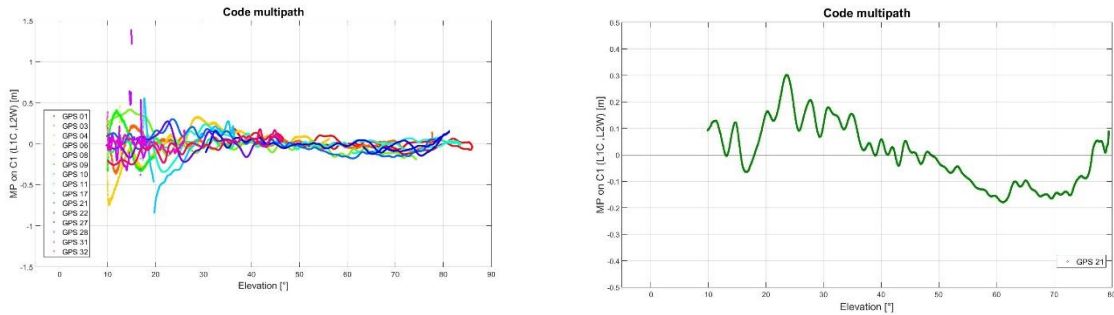 Code multipath
MP on C1 (L1C, L2W) [m]
1.5
1
0.5
0
-0.5
-1
-1.5
GPS 01
GPS 03
GPS 04
GPS 06
GPS 08
GPS 09
GPS 10
GPS 11
GPS 17
GPS 21
GPS 22
GPS 27
GPS 28
GPS 31
GPS 32
0 10 20 30 40 50 60 70 80 90
Elevation [°]
Code multipath
MP on C1 (L1C, L2W) [m]
0.5
0.4
0.3
0.2
0.1
0
-0.1
-0.2
-0.3
-0.4
-0.5
GPS 21
0 10 20 30 40 50 60 70 80
Elevation [°]